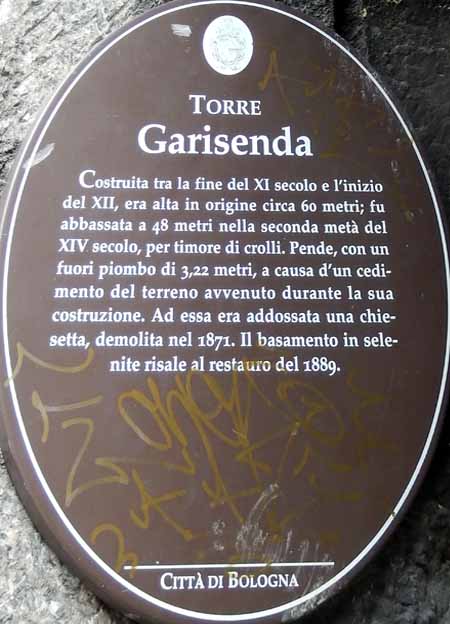 TORRE
Garisenda
Costruita tra la fine del XI secolo e l'inizio
del XII, era alta in origine circa 60 metri; fu
abbassata a 48 metri nella seconda metà del
XIV secolo, per timore di crolli. Pende, con un
fuori piombo di 3,22 metri, a causa d'un cedi-
mento del terreno avvenuto durante la sua
costruzione. Ad essa era addossata una chie-
setta, demolita nel 1871. Il basamento in sele-
nite risale al restauro del 1889.
CITTÀ DI BOLOGNA